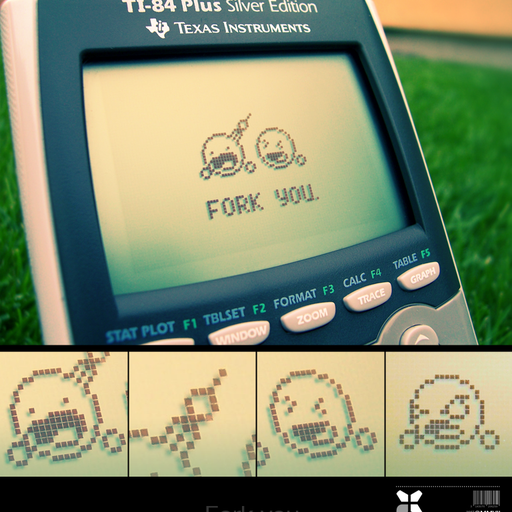 TI-84 Plus Silver Edition
TEXAS INSTRUMENTS
FORK YOU.
STAT PLOT F1 TBLSET F2 FORMAT F3 CALC F4 TABLE F5
WINDOW ZOOM TRACE GRAPH
Fork you